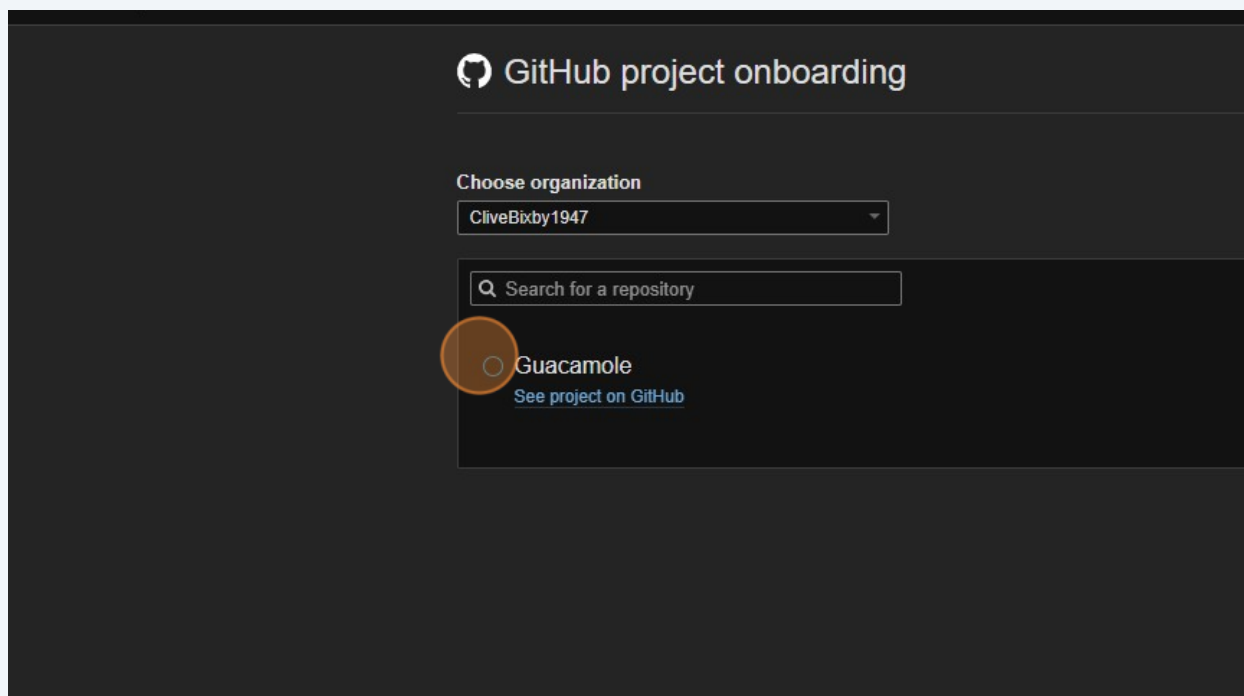 GitHub project onboarding
Choose organization
CliveBixby1947
Search for a repository
Guacamole
See project on GitHub